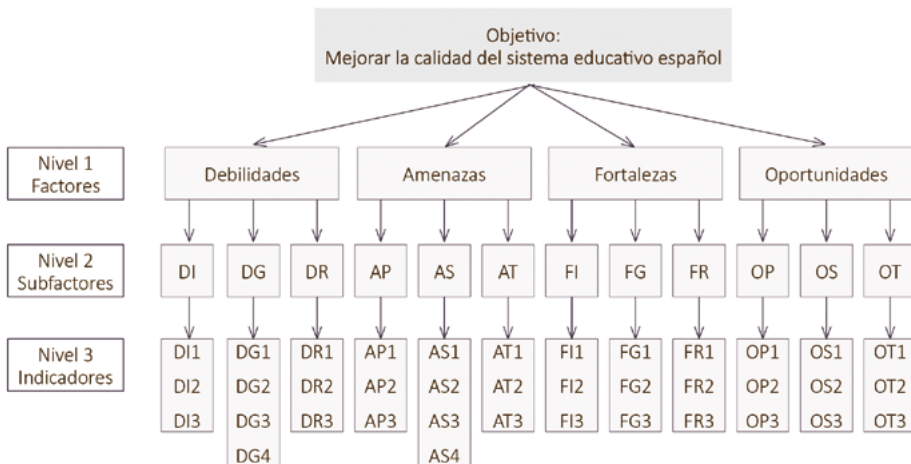 Objetivo:
Mejorar la calidad del sistema educativo español
Nivel 1
Factores
Debilidades
Amenazas
Fortalezas
Oportunidades
Nivel 2
Subfactores
DI
DG
DR
AP
AS
AT
FI
FG
FR
OP
OS
OT
Nivel 3
Indicadores
DI1
DI2
DI3
DG1
DG2
DG3
DG4
DR1
DR2
DR3
AP1
AP2
AP3
AS1
AS2
AS3
AS4
AT1
AT2
AT3
FI1
FI2
FI3
FG1
FG2
FG3
FR1
FR2
FR3
OP1
OP2
OP3
OS1
OS2
OS3
OT1
OT2
OT3